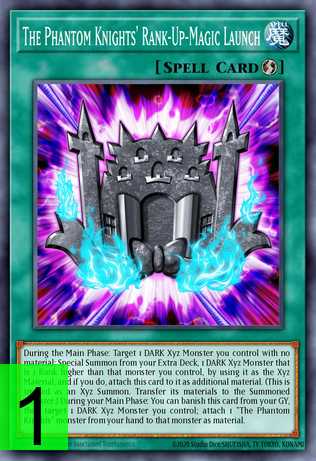 The Phantom Knights' Rank-Up-Magic Launch 魔
[Spell Card]
During the Main Phase: Target 1 DARK Xyz Monster you control with no
material; Special Summon from your Extra Deck, 1 DARK Xyz Monster that
is 1 Rank higher than that monster you control, by using it as the Xyz
Material, and if you do, attach this card to it as additional material. (This is
treated as an Xyz Summon. Transfer its materials to the Summoned
Monster.) During your Main Phase: You can banish this card from your GY,
then target 1 DARK Xyz Monster you control; attach 1 "The Phantom
Knights" monster from your hand to that monster as material.
1
©2020 Studio Dice/SHUEISHA, TV TOKYO, KONAMI